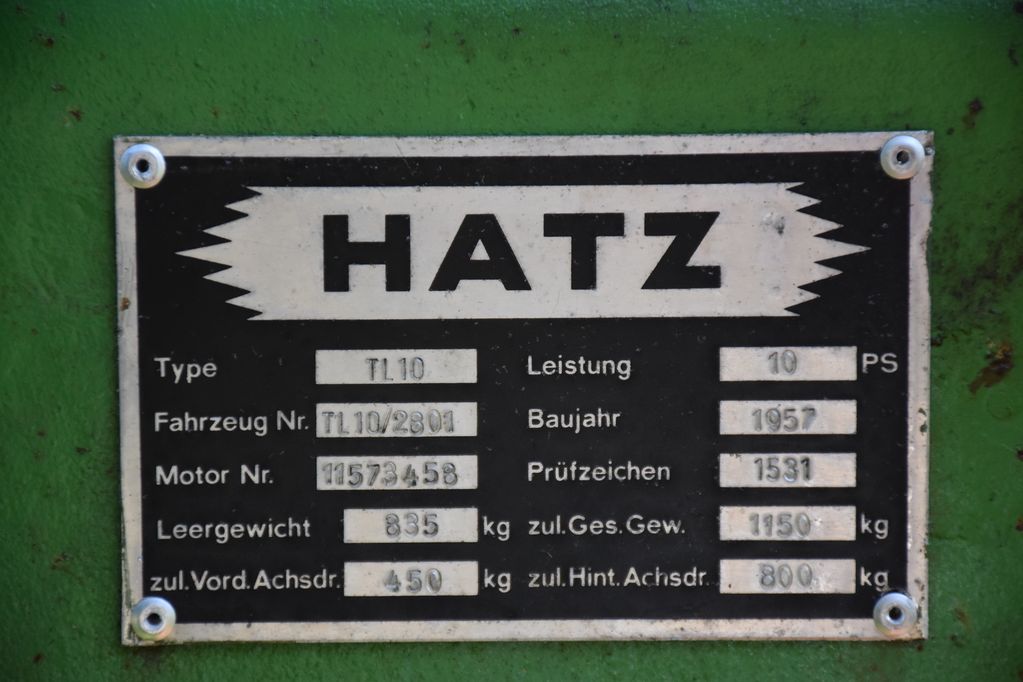 HATZ
Type TL10 Leistung 10 PS
Fahrzeug Nr. TL10/2801 Baujahr 1957
Motor Nr. 11573458 Prüfzeichen 1531
Leergewicht 835 kg zul.Ges.Gew. 1150 kg
zul.Vord.Achsdr. 450 kg zul.Hint.Achsdr. 800 kg